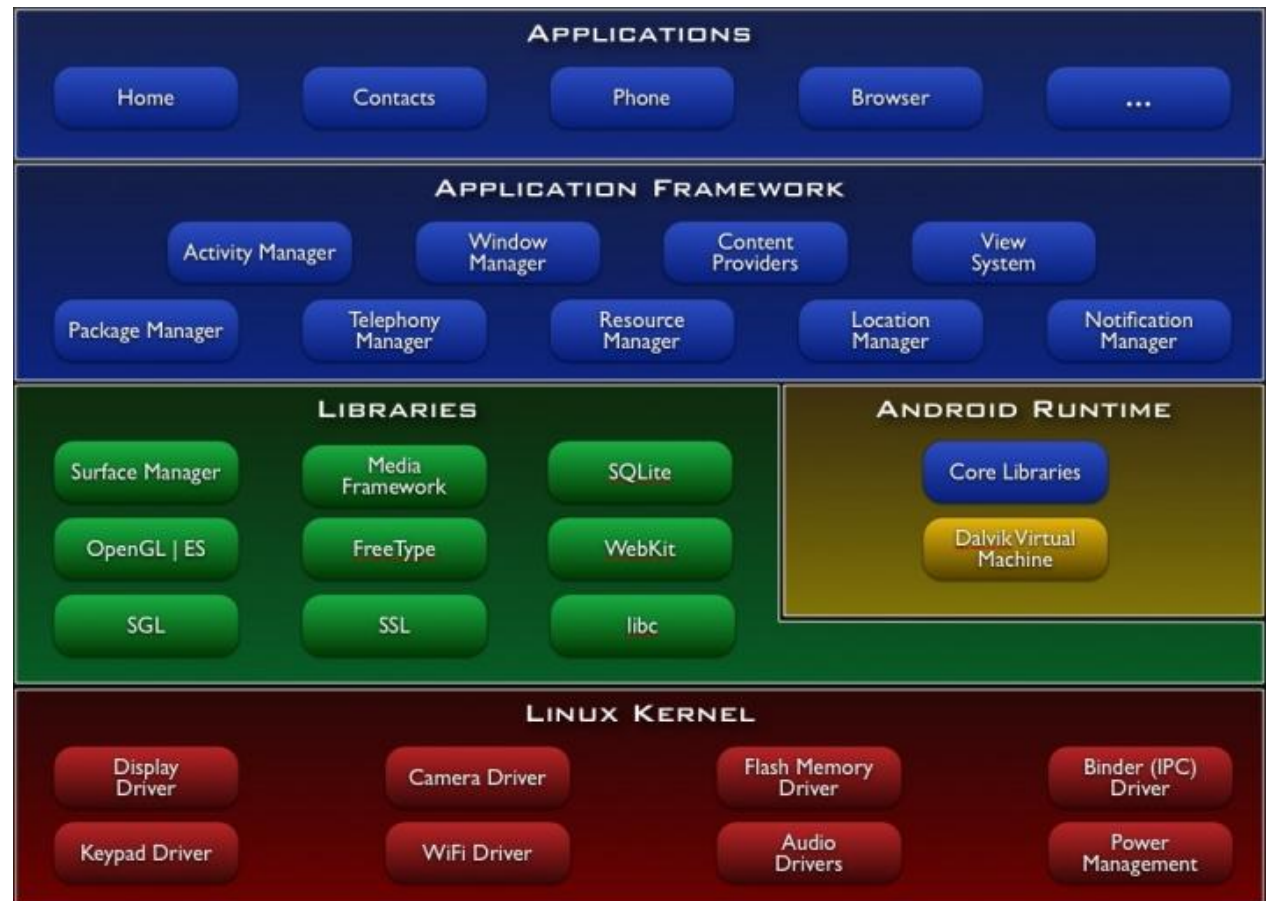 APPLICATIONS
Home
Contacts
Phone
Browser
...
APPLICATION FRAMEWORK
Activity Manager
Window
Manager
Content
Providers
View
System
Package Manager
Telephony
Manager
Resource
Manager
Location
Manager
Notification
Manager
LIBRARIES
Surface Manager
Media
Framework
SQLite
OpenGL | ES
FreeType
WebKit
SGL
SSL
libc
ANDROID RUNTIME
Core Libraries
Dalvik Virtual
Machine
LINUX KERNEL
Display
Driver
Camera Driver
Flash Memory
Driver
Binder (IPC)
Driver
Keypad Driver
WiFi Driver
Audio
Drivers
Power
Management